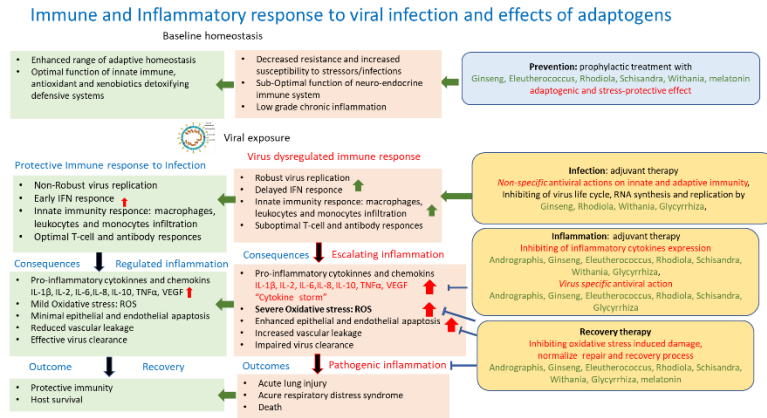 Immune and Inflammatory response to viral infection and effects of adaptogens
Baseline homeostasis
• Enhanced range of adaptive homeostasis
• Optimal function of innate immune,
antioxidant and xenobiotics detoxifying
defensive systems
• Decreased resistance and increased
susceptibility to stressors/infections
• Sub-Optimal function of neuro-endocrine
immune system
• Low grade chronic inflammation
Prevention: prophylactic treatment with
Ginseng, Eleutherococcus, Rhodiola, Schisandra, Withania, melatonin
adaptogenic and stress-protective effect
Viral exposure
Protective Immune response to Infection
• Non-Robust virus replication
• Early IFN responce
• Innate immunity responce: macrophages,
leukocytes and monocytes infiltration
• Optimal T-cell and antibody responces
Virus dysregulated immune response
• Robust virus replication
• Delayed IFN responce
• Innate immunity responce: macrophages,
leukocytes and monocytes infiltration
• Suboptimal T-cell and antibody responces
Infection: adjuvant therapy
Non-specific antiviral actions on innate and adaptive immunity,
Inhibiting of virus life cycle, RNA synthesis and replication by
Ginseng, Rhodiola, Withania, Glycyrrhiza,
Consequences Regulated inflammation
• Pro-inflammatory cytokinnes and chemokins
IL-1β, IL-2, IL-6,IL-8, IL-10, TNFα, VEGF
• Mild Oxidative stress: ROS
• Minimal epithelial and endothelial apaptosis
• Reduced vascular leakage
• Effective virus clearance
Consequences Escalating inflammation
• Pro-inflammatory cytokinnes and chemokins
IL-1β, IL-2, IL-6,IL-8, IL-10, TNFα, VEGF
"Cytokine storm"
• Severe Oxidative stress: ROS
• Enhanced epithelial and endothelial apaptosis
• Increased vascular leakage
• Impaired virus clearance
Inflammation: adjuvant therapy
Inhibiting of inflammatory cytokines expression
Andrographis, Ginseng, Eleutherococcus, Rhodiola, Schisandra,
Withania, Glycyrrhiza,
Virus specific antiviral action
Andrographis, Ginseng, Eleutherococcus, Rhodiola, Schisandra,
Glycyrrhiza
Recovery therapy
Inhibiting oxidative stress induced damage,
normalize repair and recovery process
Andrographis, Ginseng, Eleutherococcus, Rhodiola, Schisandra,
Withania, Glycyrrhiza, melatonin
Outcome Recovery
• Protective immunity
• Host survival
Outcomes Pathogenic inflammation
• Acute lung injury
• Acure respiratory distress syndrome
• Death